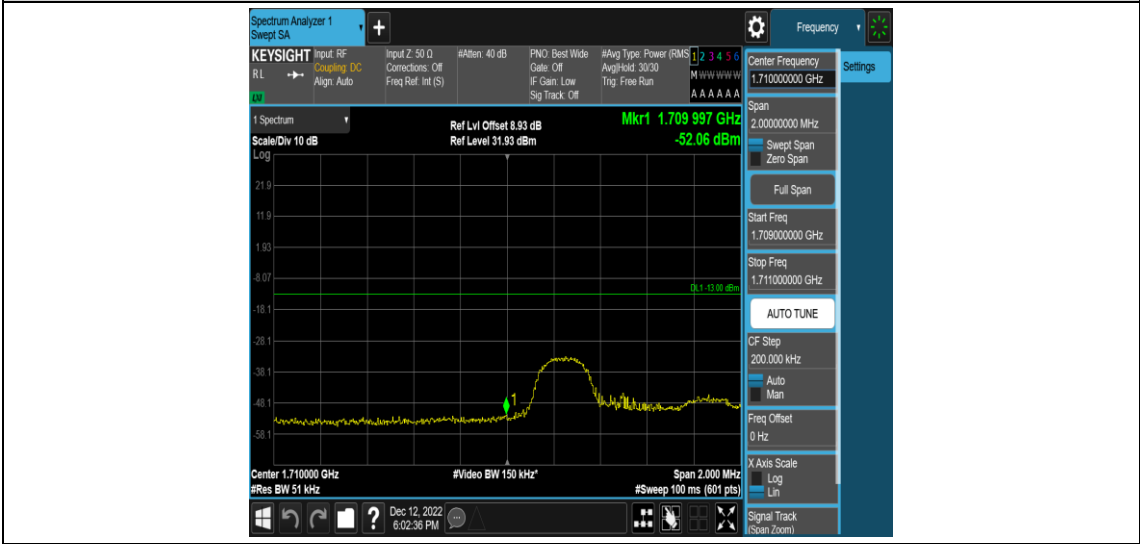 Spectrum Analyzer 1
Swept SA
+
Frequency
KEYSIGHT
RL
Input: RF
Coupling: DC
Align: Auto
Input Z: 50 Ω
Corrections: Off
Freq Ref: Int (S)
#Atten: 40 dB
PNO: Best Wide
Gate: Off
IF Gain: Low
Sig Track: Off
#Avg Type: Power (RMS
Avg|Hold: 30/30
Trig: Free Run
1 2 3 4 5 6
M W W W W W
A A A A A A
1 Spectrum
Scale/Div 10 dB
Log
Ref Lvl Offset 8.93 dB
Ref Level 31.93 dBm
Mkr1 1.709 997 GHz
-52.06 dBm
21.9
11.9
1.93
-8.07
DL1 -13.00 dBm
-18.1
-28.1
-38.1
-48.1
1
-58.1
Center 1.710000 GHz
#Video BW 150 kHz*
Span 2.000 MHz
#Res BW 51 kHz
#Sweep 100 ms (601 pts)
?
Dec 12, 2022
6:02:36 PM
Center Frequency
1.710000000 GHz
Settings
Span
2.00000000 MHz
Swept Span
Zero Span
Full Span
Start Freq
1.709000000 GHz
Stop Freq
1.711000000 GHz
AUTO TUNE
CF Step
200.000 kHz
Auto
Man
Freq Offset
0 Hz
X Axis Scale
Log
Lin
Signal Track
(Span Zoom)